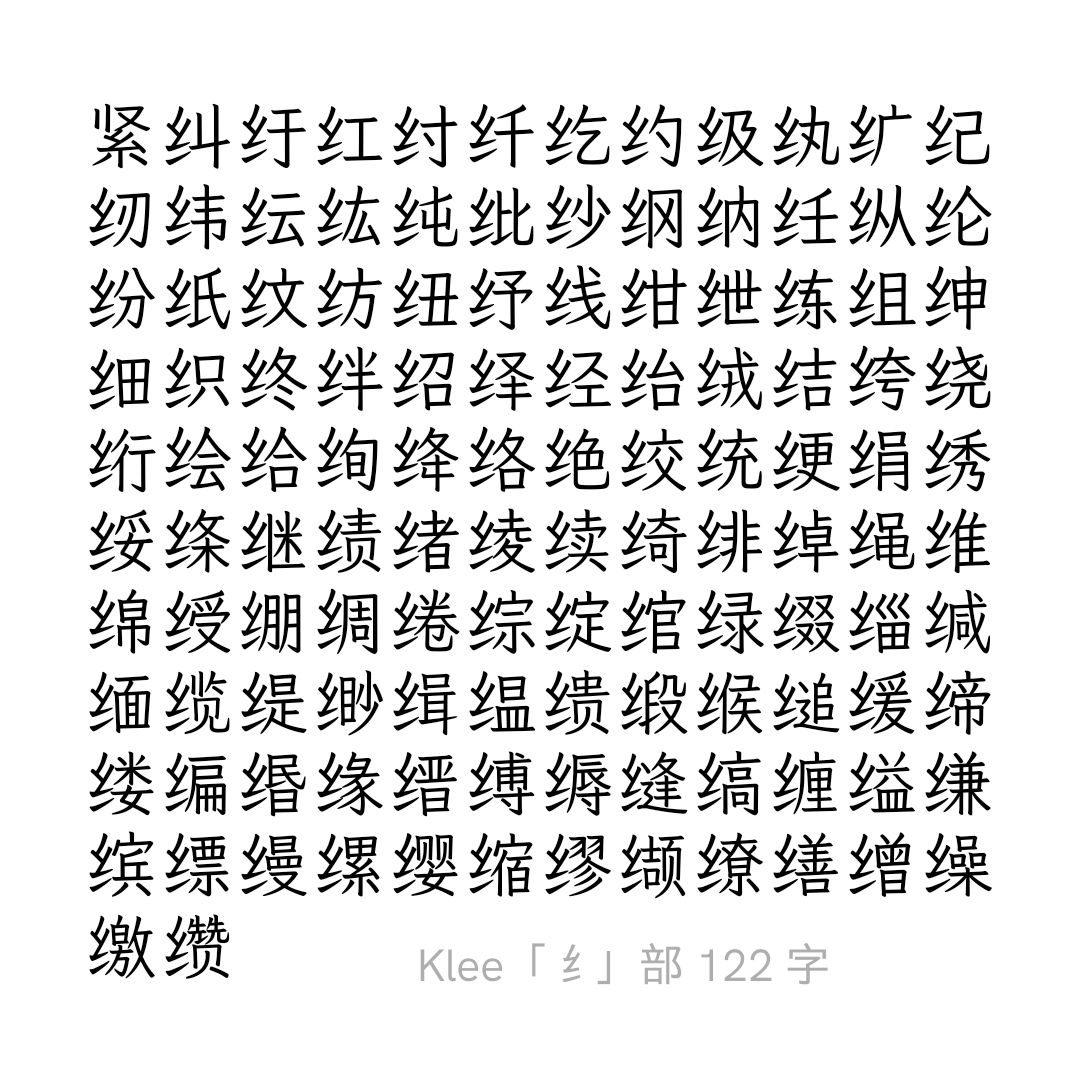 紧纠纡红纣纤纥约级纨纩纪
纫纬纭纮纯纰纱纲纳纴纵纶
纷纸纹纺纽纾线绀绁练组绅
细织终绊绍绎经绐绒结绔绕
绗绘给绚绛络绝绞统绠绢绣
绥绦继绩绪绫续绮绯绰绳维
绵绶绷绸绻综绽绾绿缀缁缄
缅缆缇缈缉缊缋缎缑缒缓缔
缕编缗缘缙缚缛缝缟缠缢缣
缤缥缦缧缨缩缪缬缭缮缯缲
缴缵
Klee「纟」部 122 字